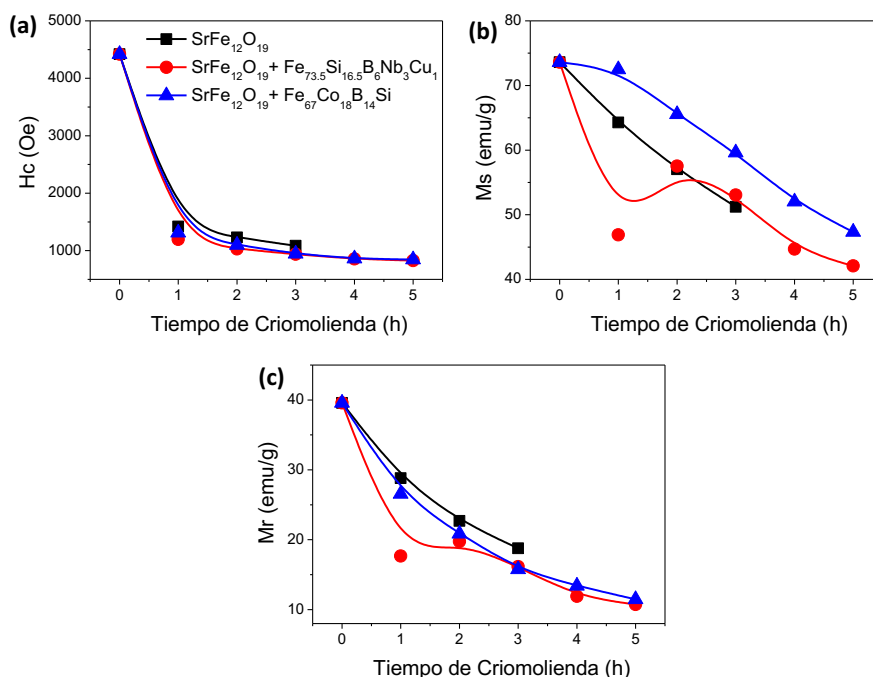 (a)
5000
4000
3000
2000
1000
Hc (Oe)
SrFe₁₂O₁₉
SrFe₁₂O₁₉ + Fe₇₃.₅Si₁₆.₅B₆Nb₃Cu₁
SrFe₁₂O₁₉ + Fe₆₇Co₁₈B₁₄Si
0 1 2 3 4 5
Tiempo de Criomolienda (h)
(b)
80
70
60
50
40
Ms (emu/g)
0 1 2 3 4 5
Tiempo de Criomolienda (h)
(c)
40
30
20
10
Mr (emu/g)
0 1 2 3 4 5
Tiempo de Criomolienda (h)